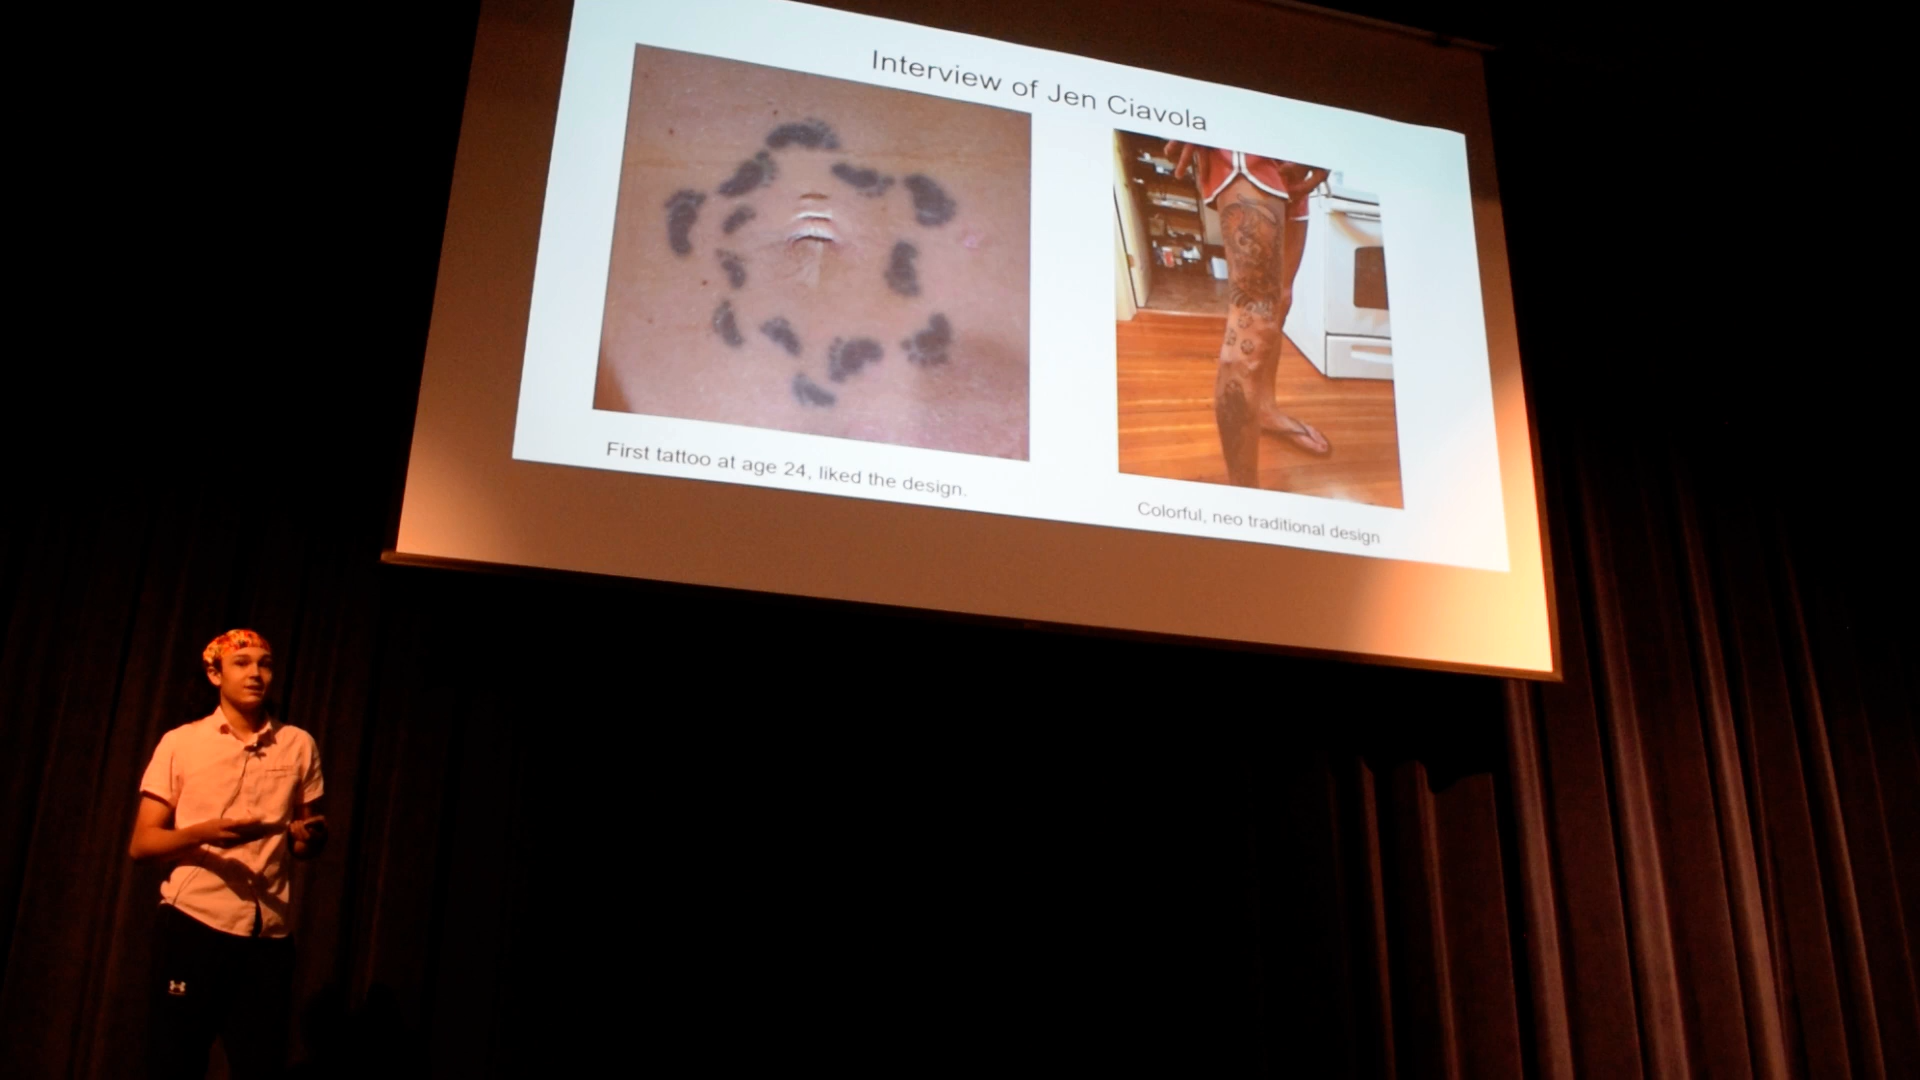 Interview of Jen Ciavola
First tattoo at age 24, liked the design.
Colorful, neo traditional design